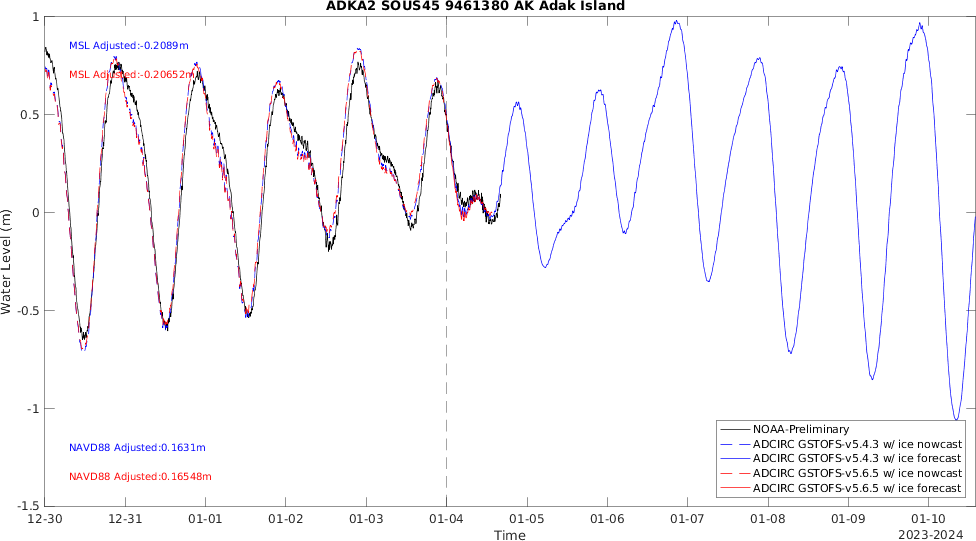 ADKA2 SOUS45 9461380 AK Adak Island
1
MSL Adjusted:-0.2089m
MSL Adjusted:-0.20652m
0.5
0
Water Level (m)
-0.5
-1
NAVD88 Adjusted:0.1631m
NAVD88 Adjusted:0.16548m
-1.5
NOAA-Preliminary
ADCIRC GSTOFS-v5.4.3 w/ ice nowcast
ADCIRC GSTOFS-v5.4.3 w/ ice forecast
ADCIRC GSTOFS-v5.6.5 w/ ice nowcast
ADCIRC GSTOFS-v5.6.5 w/ ice forecast
12-30 12-31 01-01 01-02 01-03 01-04 01-05 01-06 01-07 01-08 01-09 01-10
Time
2023-2024